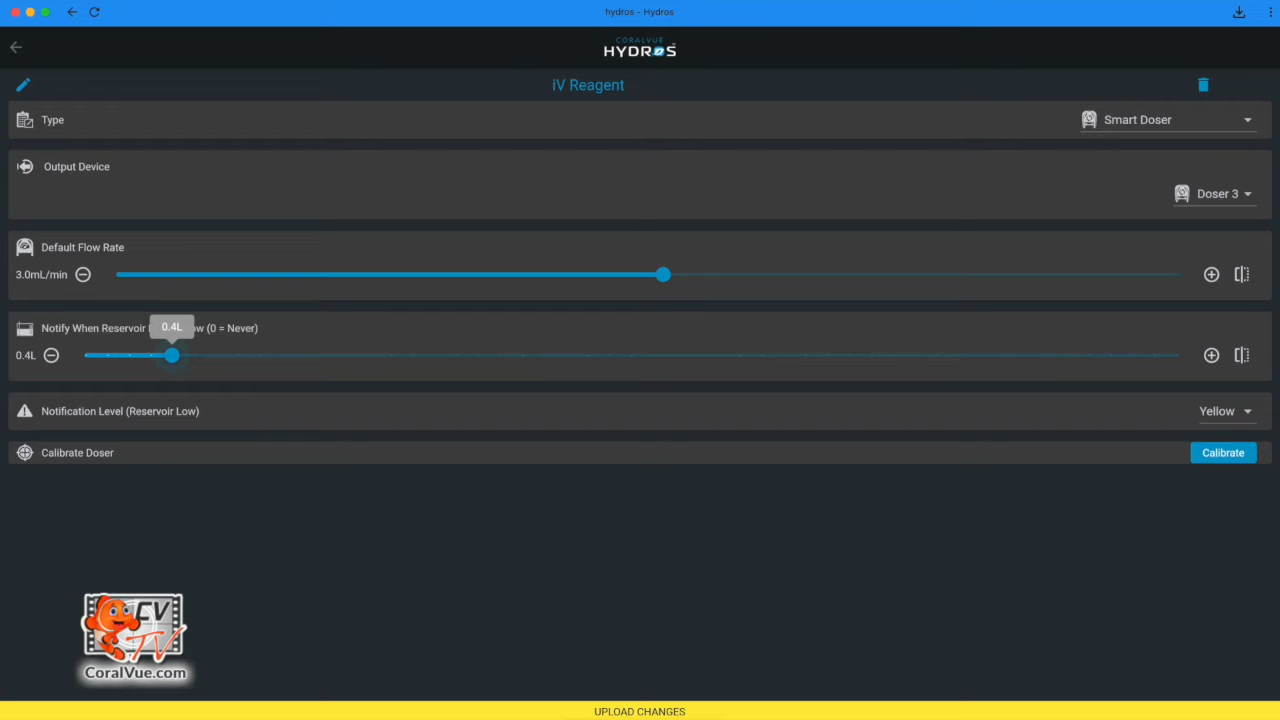 hydros - Hydros
CORALVUE
HYDROS
iV Reagent
Type
Smart Doser
Output Device
Doser 3
Default Flow Rate
3.0mL/min
Notify When Reservoir
(0 = Never)
0.4L
0.4L
Notification Level (Reservoir Low)
Yellow
Calibrate Doser
Calibrate
CV
TV
CoralVue.com
UPLOAD CHANGES